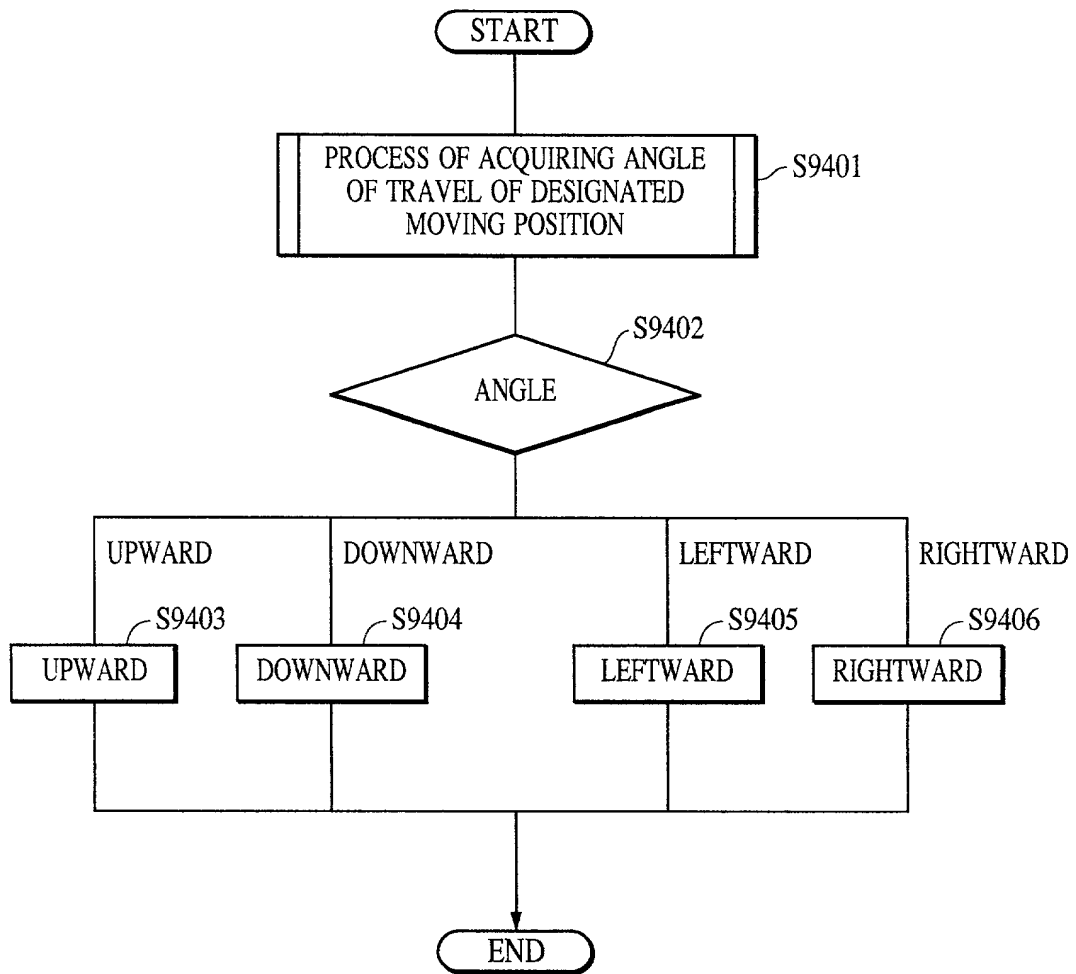 START
PROCESS OF ACQUIRING ANGLE
OF TRAVEL OF DESIGNATED
MOVING POSITION
S9401
S9402
ANGLE
UPWARD
DOWNWARD
LEFTWARD
RIGHTWARD
S9403
S9404
S9405
S9406
UPWARD
DOWNWARD
LEFTWARD
RIGHTWARD
END